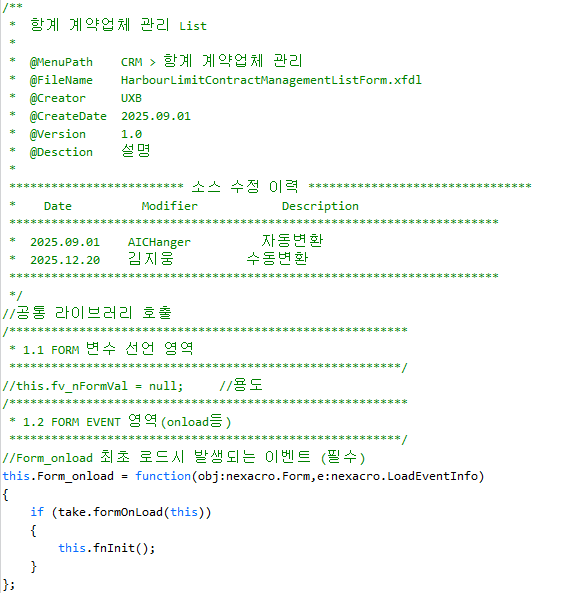 /**
 *  항계 계약업체 관리 List
 *
 *  @MenuPath    CRM > 항계 계약업체 관리
 *  @FileName    HarbourLimitContractManagementListForm.xfdl
 *  @Creator     UXB
 *  @CreateDate  2025.09.01
 *  @Version     1.0
 *  @Desction    설명
 *
 ************************* 소스 수정 이력 ********************************
 *    Date          Modifier            Description
 **********************************************************************
 *  2025.09.01    AICHanger          자동변환
 *  2025.12.20    김지웅          수동변환
 **********************************************************************
 */
//공통 라이브러리 호출
/*********************************************************
 * 1.1 FORM 변수 선언 영역
 ********************************************************/
//this.fv_nFormVal = null;     //용도
/*********************************************************
 * 1.2 FORM EVENT 영역(onload등)
 ********************************************************/
//Form_onload 최초 로드시 발생되는 이벤트 (필수)
this.Form_onload = function(obj:nexacro.Form,e:nexacro.LoadEventInfo)
{
    if (take.formOnLoad(this))
    {
        this.fnInit();
    }
};